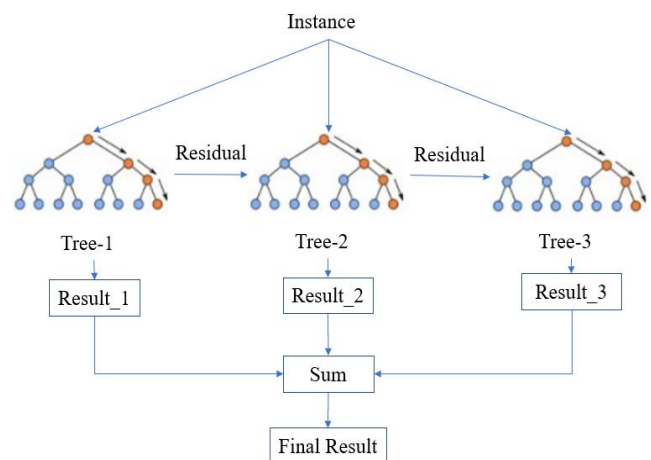 Instance
Residual
Residual
Tree-1
Tree-2
Tree-3
Result_1
Result_2
Result_3
Sum
Final Result